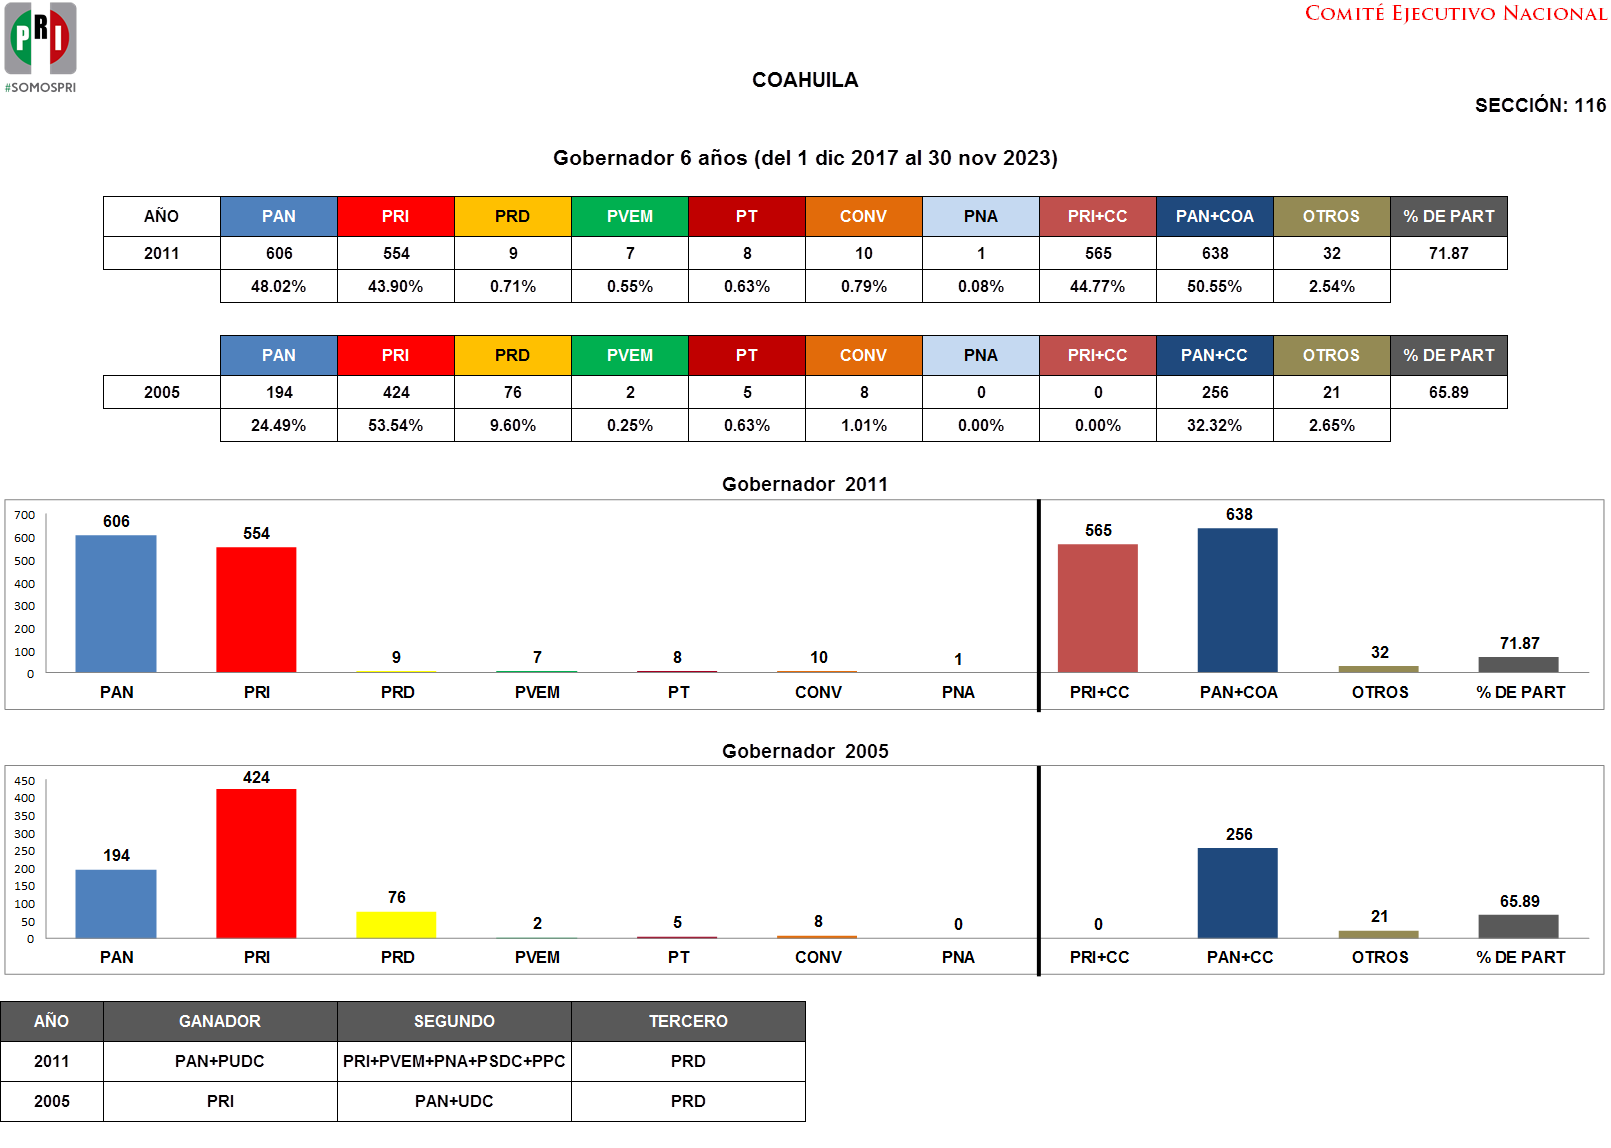 PRI
#SOMOSPRI
COMITÉ EJECUTIVO NACIONAL
COAHUILA
SECCIÓN: 116
Gobernador 6 años (del 1 dic 2017 al 30 nov 2023)
AÑO PAN PRI PRD PVEM PT CONV PNA PRI+CC PAN+COA OTROS % DE PART
2011 606 554 9 7 8 10 1 565 638 32 71.87
48.02% 43.90% 0.71% 0.55% 0.63% 0.79% 0.08% 44.77% 50.55% 2.54%
PAN PRI PRD PVEM PT CONV PNA PRI+CC PAN+CC OTROS % DE PART
2005 194 424 76 2 5 8 0 0 256 21 65.89
24.49% 53.54% 9.60% 0.25% 0.63% 1.01% 0.00% 0.00% 32.32% 2.65%
Gobernador 2011
700
600
500
400
300
200
100
0
606 554 9 7 8 10 1 565 638 32 71.87
PAN PRI PRD PVEM PT CONV PNA PRI+CC PAN+COA OTROS % DE PART
Gobernador 2005
450
400
350
300
250
200
150
100
50
0
194 424 76 2 5 8 0 0 256 21 65.89
PAN PRI PRD PVEM PT CONV PNA PRI+CC PAN+CC OTROS % DE PART
AÑO GANADOR SEGUNDO TERCERO
2011 PAN+PUDC PRI+PVEM+PNA+PSDC+PPC PRD
2005 PRI PAN+UDC PRD